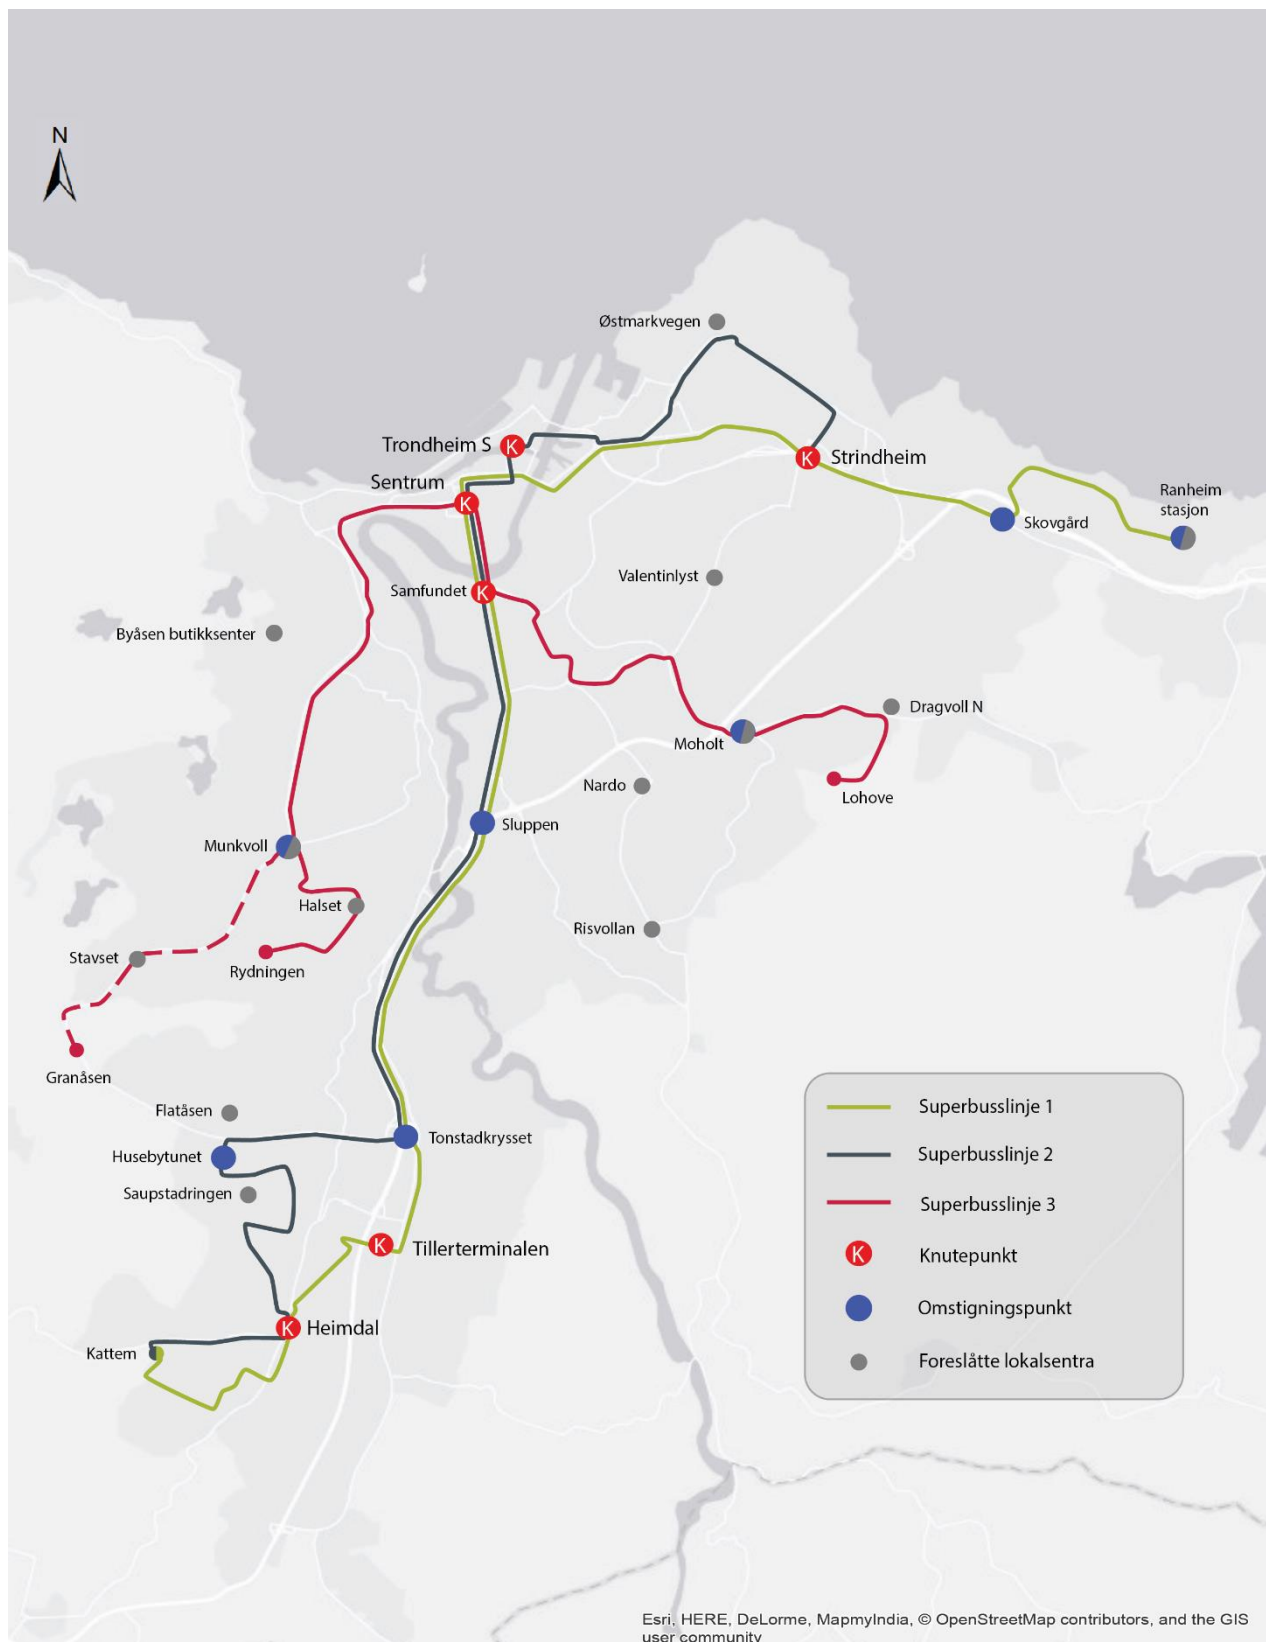 N
Østmarkvegen
Trondheim S
K
Sentrum
K
K
Strindheim
Ranheim
stasjon
Skovgård
Valentinlyst
Samfundet
K
Byåsen butikksenter
Dragvoll N
Moholt
Nardo
Lohove
Sluppen
Munkvoll
Halset
Risvollan
Stavset
Rydningen
Granåsen
Flatåsen
Tonstadkrysset
Husebytunet
Saupstadringen
K
Tillerterminalen
K
Heimdal
Kattem
Superbusslinje 1
Superbusslinje 2
Superbusslinje 3
K
Knutepunkt
Omstigningspunkt
Foreslåtte lokalsentra
Esri, HERE, DeLorme, MapmyIndia, © OpenStreetMap contributors, and the GIS
user community